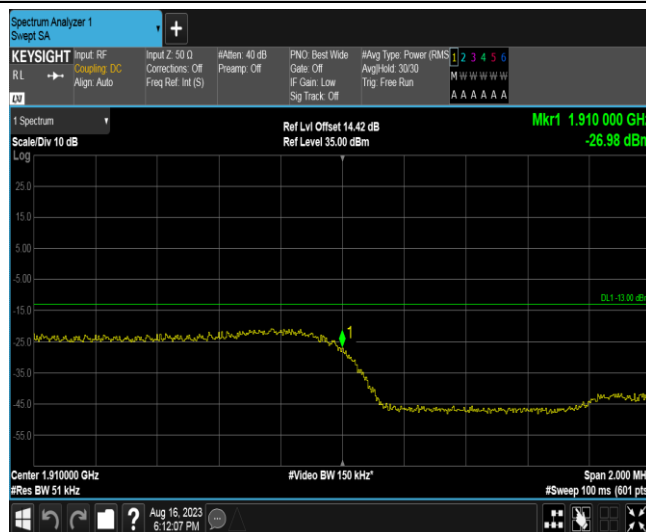 Spectrum Analyzer 1
Swept SA
+
KEYSIGHT
RL
LXI
Input: RF
Coupling: DC
Align: Auto
Input Z: 50 Ω
Corrections: Off
Freq Ref: Int (S)
#Atten: 40 dB
Preamp: Off
PNO: Best Wide
Gate: Off
IF Gain: Low
Sig Track: Off
#Avg Type: Power (RMS
Avg|Hold: 30/30
Trig: Free Run
1 2 3 4 5 6
M W W W W W
A A A A A A
1 Spectrum
Scale/Div 10 dB
Log
Ref Lvl Offset 14.42 dB
Ref Level 35.00 dBm
Mkr1 1.910 000 GHz
-26.98 dBm
25.0
15.0
5.00
-5.00
DL1 -13.00 dBm
-15.0
1
-25.0
-35.0
-45.0
-55.0
Center 1.910000 GHz
#Res BW 51 kHz
#Video BW 150 kHz*
Span 2.000 MH
#Sweep 100 ms (601 pts
?
Aug 16, 2023
6:12:07 PM